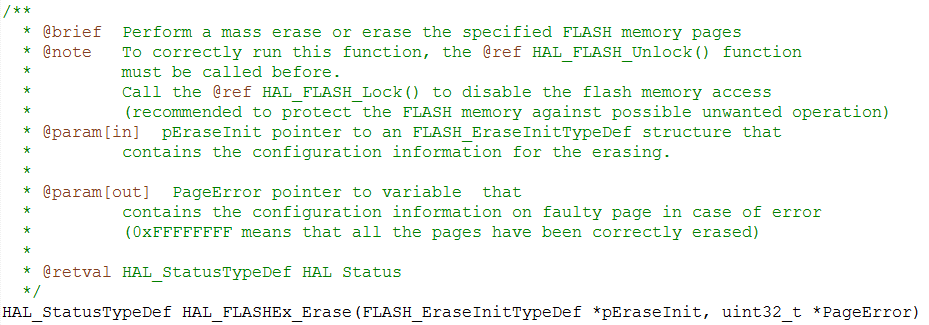 /**
  * @brief  Perform a mass erase or erase the specified FLASH memory pages
  * @note   To correctly run this function, the @ref HAL_FLASH_Unlock() function
  *         must be called before.
  *         Call the @ref HAL_FLASH_Lock() to disable the flash memory access
  *         (recommended to protect the FLASH memory against possible unwanted operation)
  * @param[in]  pEraseInit pointer to an FLASH_EraseInitTypeDef structure that
  *         contains the configuration information for the erasing.
  *
  * @param[out]  PageError pointer to variable  that
  *         contains the configuration information on faulty page in case of error
  *         (0xFFFFFFFF means that all the pages have been correctly erased)
  *
  * @retval HAL_StatusTypeDef HAL Status
  */
HAL_StatusTypeDef HAL_FLASHEx_Erase(FLASH_EraseInitTypeDef *pEraseInit, uint32_t *PageError)